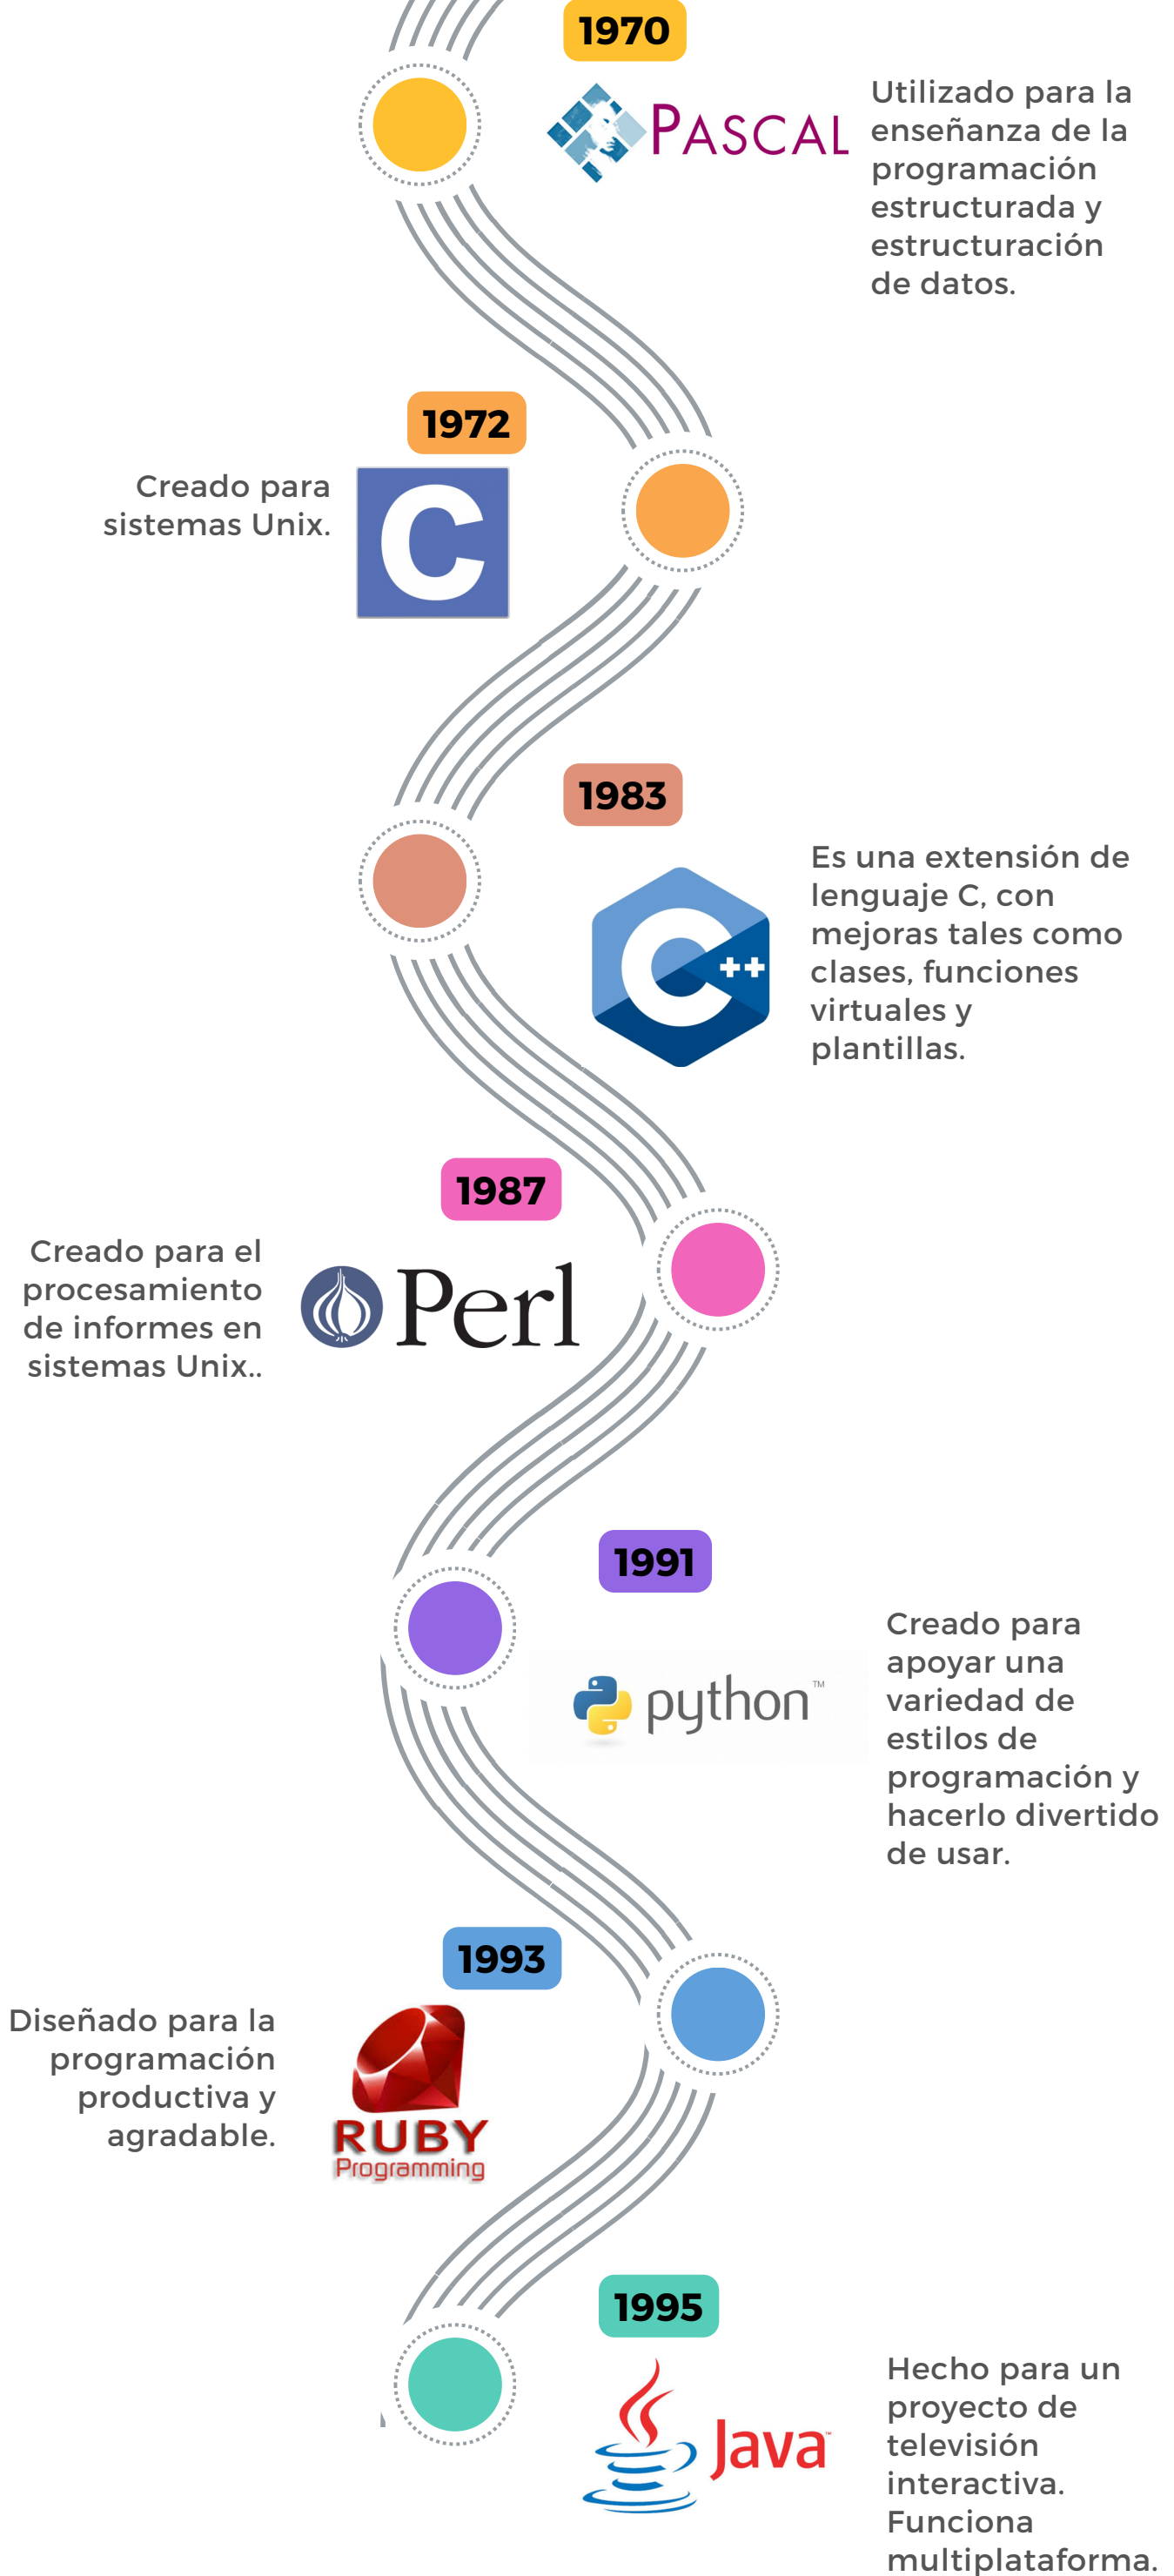 1970
PASCAL
Utilizado para la
enseñanza de la
programación
estructurada y
estructuración
de datos.
1972
Creado para
sistemas Unix.
C
1983
C++
Es una extensión de
lenguaje C, con
mejoras tales como
clases, funciones
virtuales y
plantillas.
1987
Creado para el
procesamiento
de informes en
sistemas Unix..
Perl
1991
python™
Creado para
apoyar una
variedad de
estilos de
programación y
hacerlo divertido
de usar.
1993
Diseñado para la
programación
productiva y
agradable.
RUBY
Programming
1995
Java™
Hecho para un
proyecto de
televisión
interactiva.
Funciona
multiplataforma.